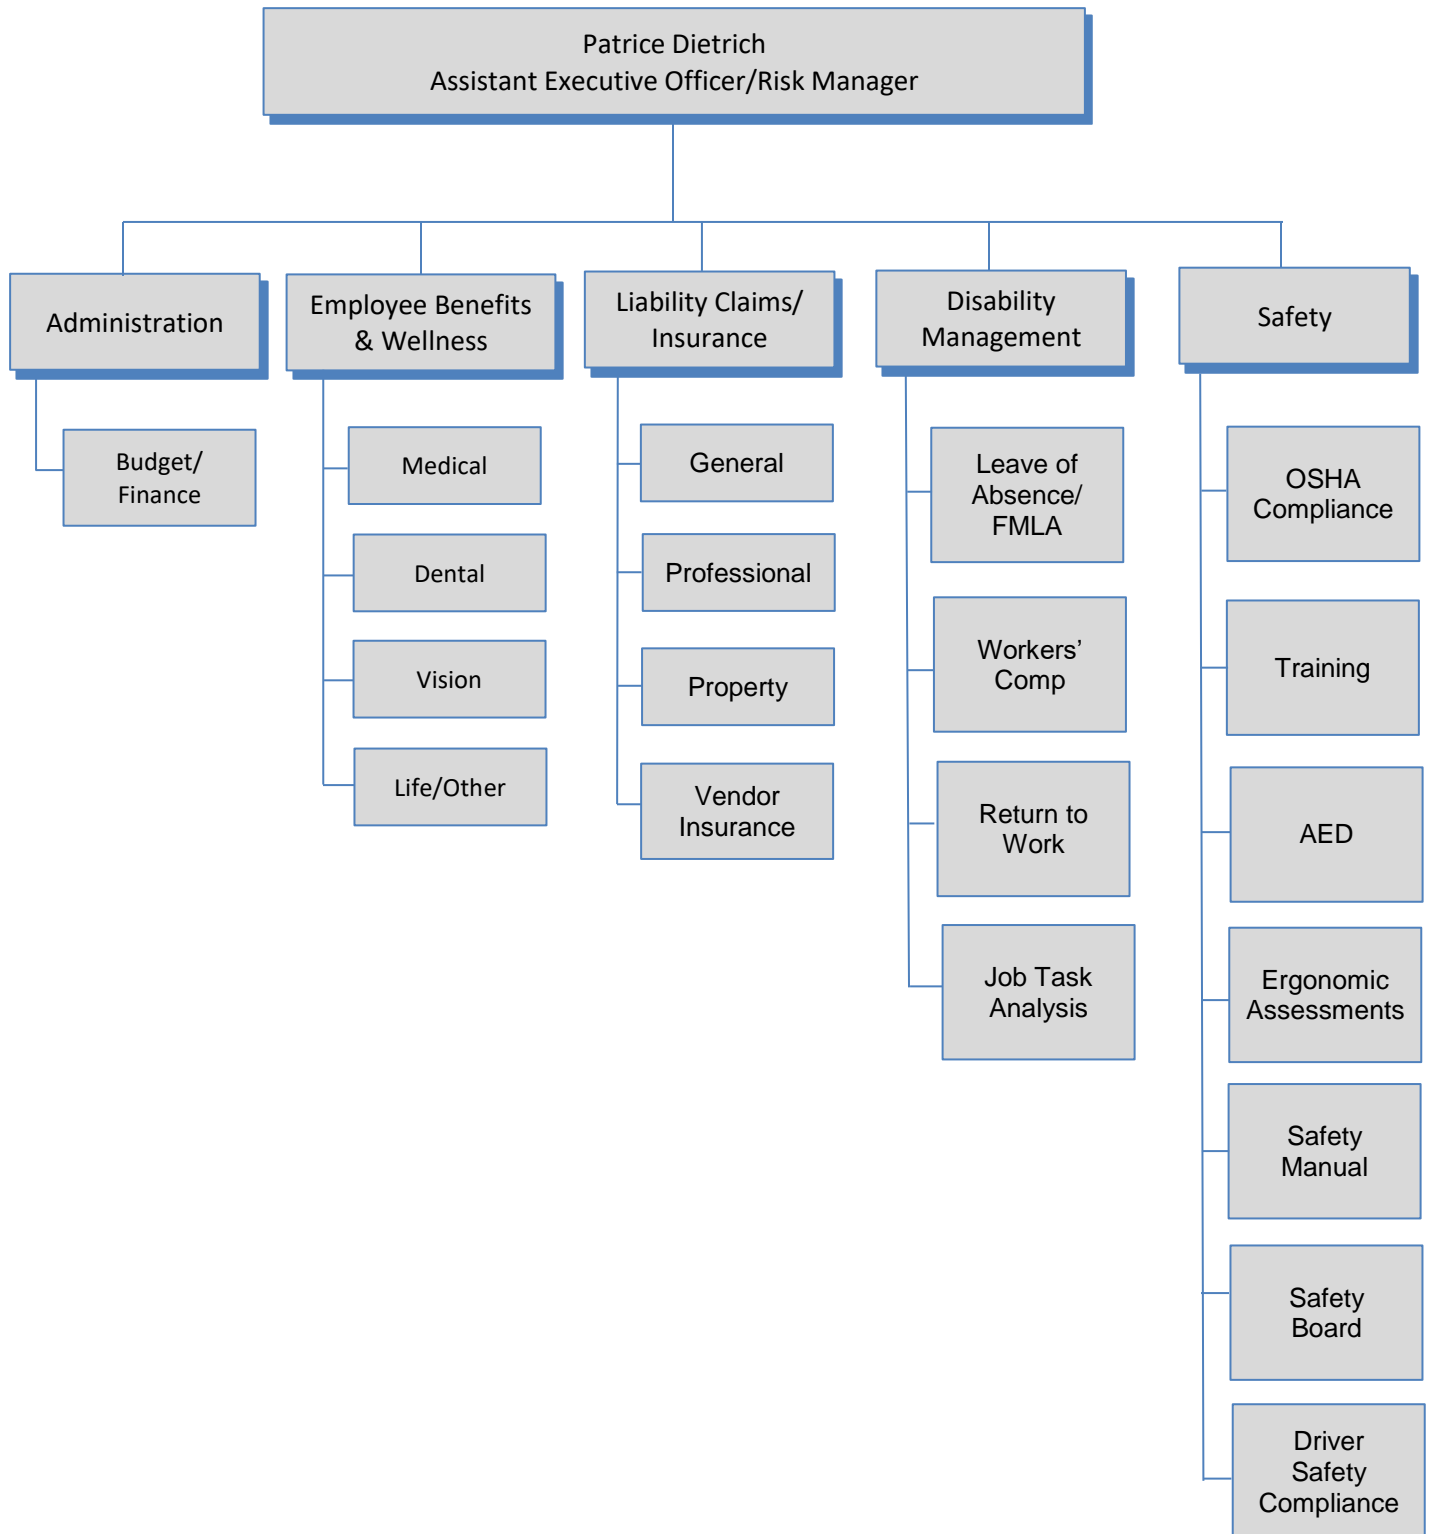 Patrice Dietrich
Assistant Executive Officer/Risk Manager
Administration
Budget/
Finance
Employee Benefits
& Wellness
Medical
Dental
Vision
Life/Other
Liability Claims/
Insurance
General
Professional
Property
Vendor
Insurance
Disability
Management
Leave of
Absence/
FMLA
Workers’
Comp
Return to
Work
Job Task
Analysis
Safety
OSHA
Compliance
Training
AED
Ergonomic
Assessments
Safety
Manual
Safety
Board
Driver
Safety
Compliance